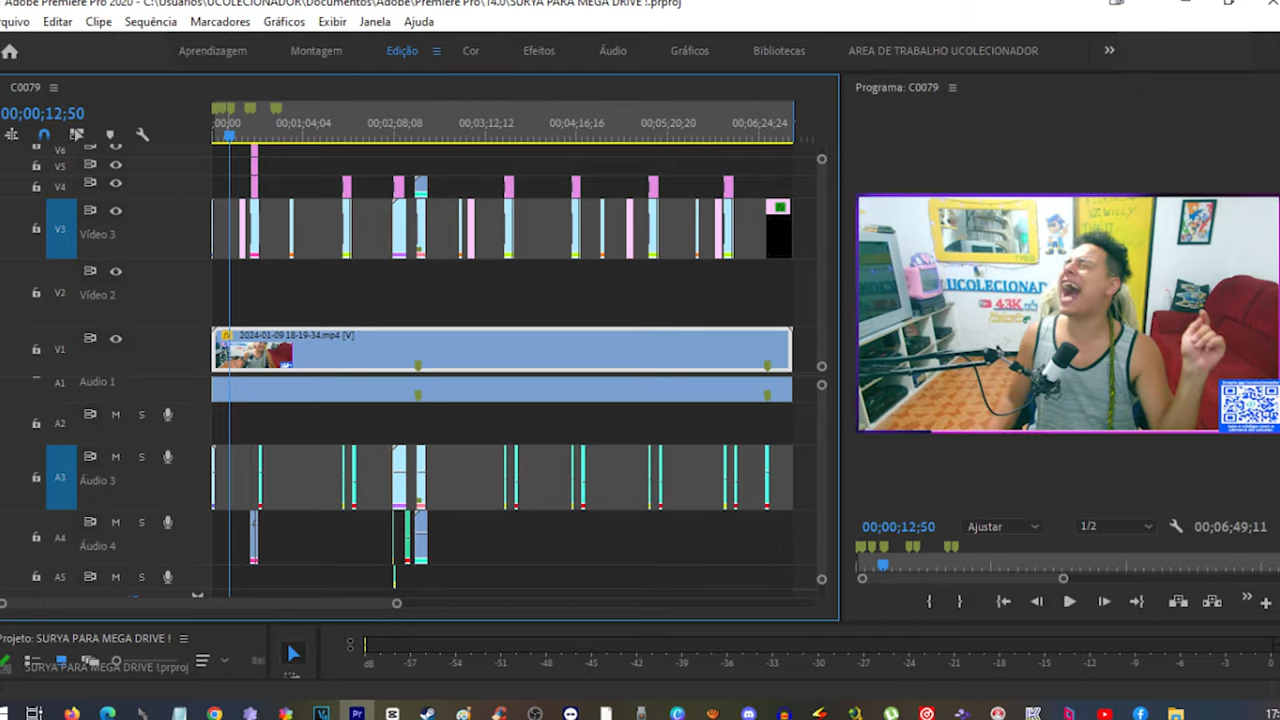 Adobe Premiere Pro 2020 - C:\Usuários\UCOLECIONADOR\Documentos\Adobe\Premiere Pro\14.0\SURYA PARA MEGA DRIVE !.prproj
rquivo Editar Clipe Sequência Marcadores Gráficos Exibir Janela Ajuda
Aprendizagem Montagem Edição Cor Efeitos Áudio Gráficos Bibliotecas AREA DE TRABALHO UCOLECIONADOR
C0079
Programa: C0079
00;00;12;50
;00;00 00;01;04;04 00;02;08;08 00;03;12;12 00;04;16;16 00;05;20;20 00;06;24;24
V6
V5
V4
V3 Vídeo 3
V2 Vídeo 2
V1
2024-01-09 18-19-34.mp4 [V]
A1 Audio 1
A2 M S
A3 M S
Áudio 3
A4 M S
Áudio 4
A5 M S
UCOLECIONAD
43K
00;00;12;50 Ajustar 1/2 00;06;49;11
Projeto: SURYA PARA MEGA DRIVE !
SURYA PARA MEGA DRIVE !.prproj
dB -57 -54 -51 -48 -45 -42 -39 -36 -33 -30 -27 -24 -21 -18 -15 -12 -9 -6 -3 0
Pr
17: